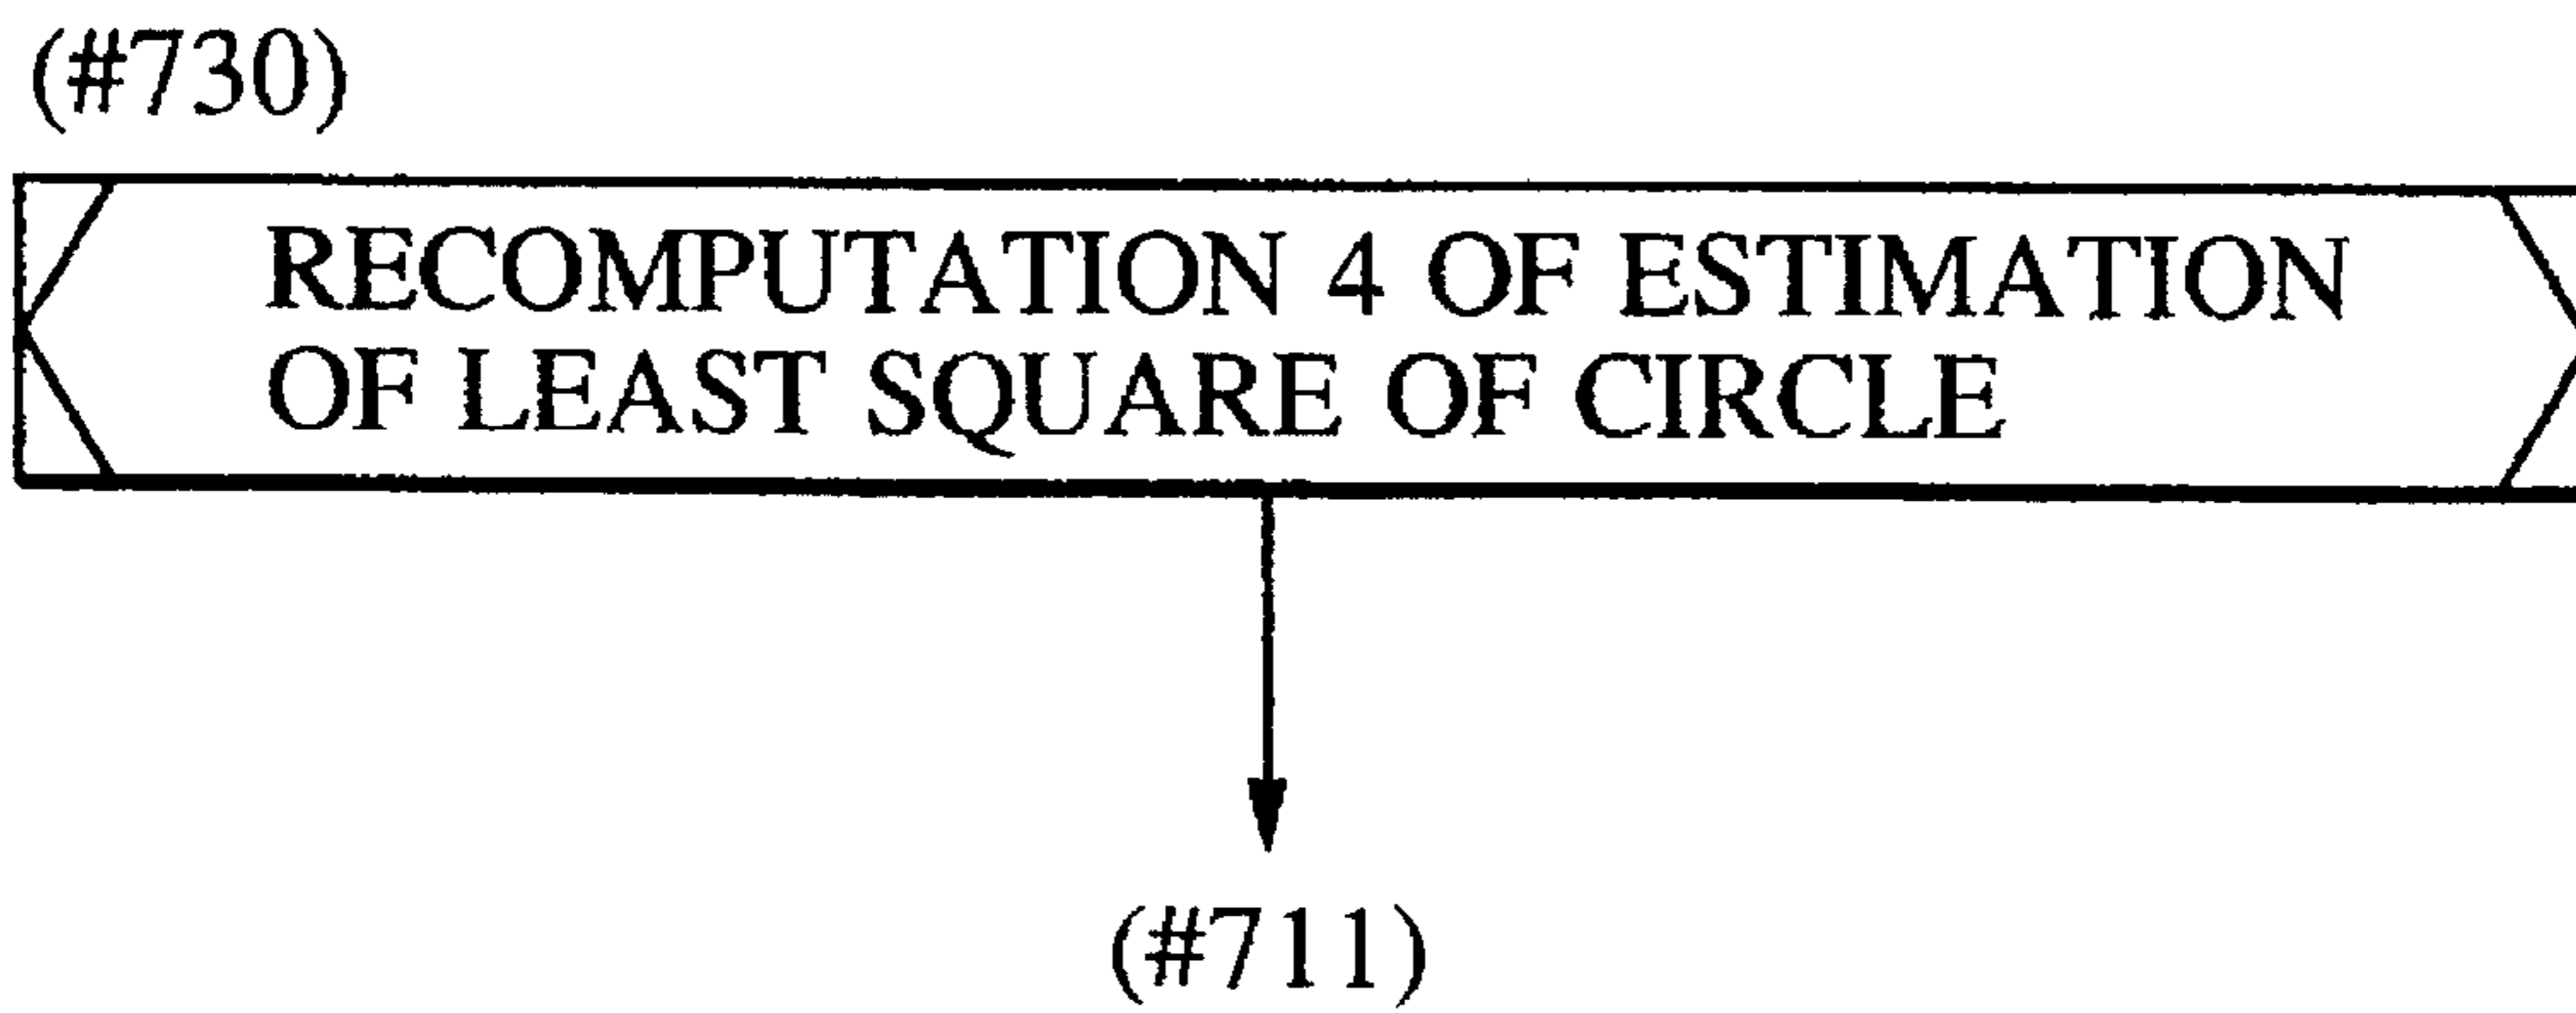 (#730)
RECOMPUTATION 4 OF ESTIMATION
OF LEAST SQUARE OF CIRCLE
(#711)